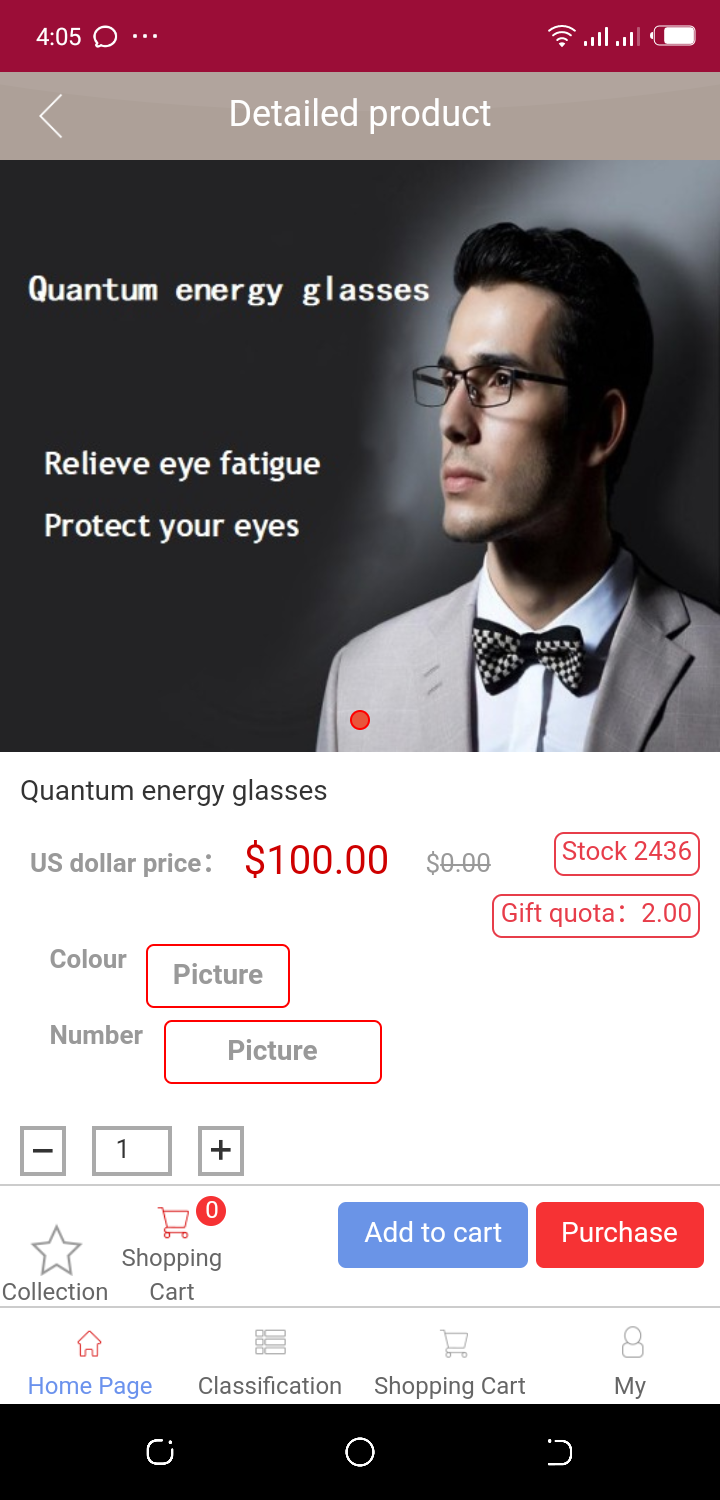 4:05
Detailed product
Quantum energy glasses
Relieve eye fatigue
Protect your eyes
Quantum energy glasses
US dollar price： $100.00 $0.00 Stock 2436
Gift quota：2.00
Colour Picture
Number Picture
− 1 +
0
Add to cart Purchase
Collection Shopping Cart
Home Page Classification Shopping Cart My